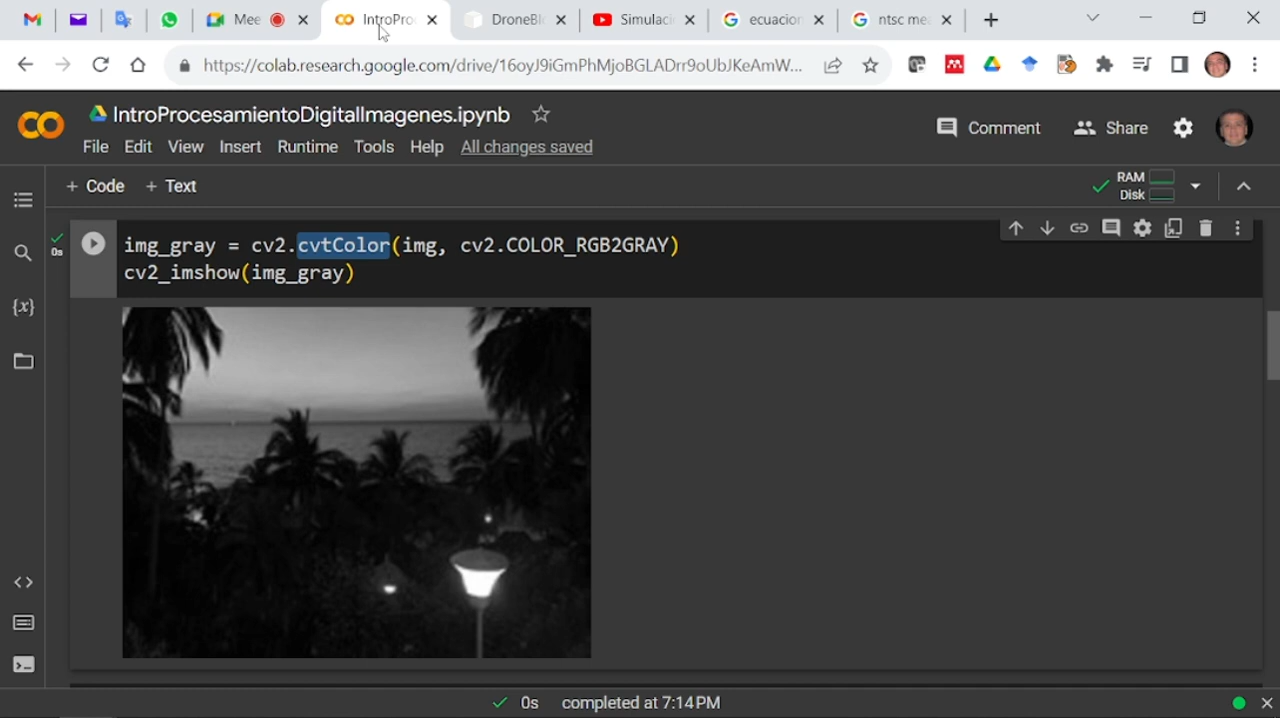 Mee
IntroPro
DroneBl
Simulaci
ecuacion
ntsc me
https://colab.research.google.com/drive/16oyJ9iGmPhMjoBGLADrr9oUbJKeAmW...
IntroProcesamientoDigitalImagenes.ipynb
Comment
Share
File Edit View Insert Runtime Tools Help All changes saved
+ Code + Text
RAM
Disk
0s
img_gray = cv2.cvtColor(img, cv2.COLOR_RGB2GRAY)
cv2_imshow(img_gray)
{x}
0s completed at 7:14 PM